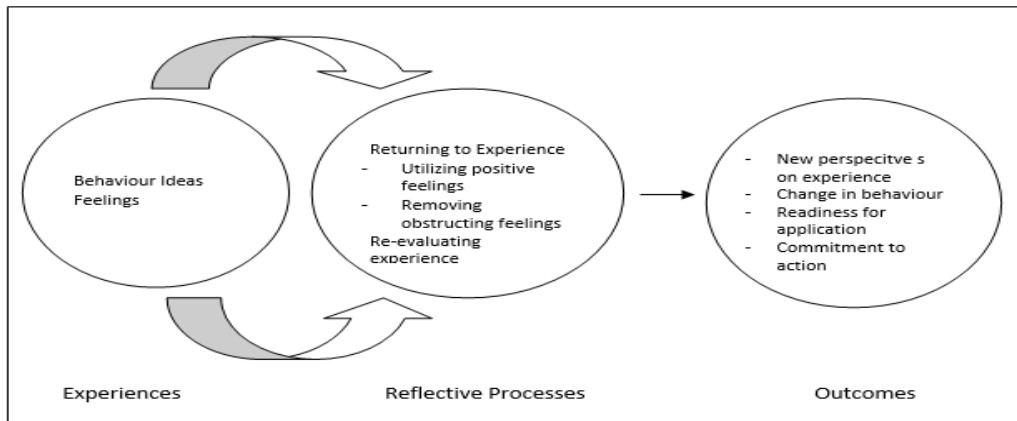 Behaviour Ideas
Feelings
Returning to Experience
- Utilizing positive
feelings
- Removing
obstructing feelings
Re-evaluating
experience
- New perspecitve s
on experience
- Change in behaviour
- Readiness for
application
- Commitment to
action
Experiences
Reflective Processes
Outcomes